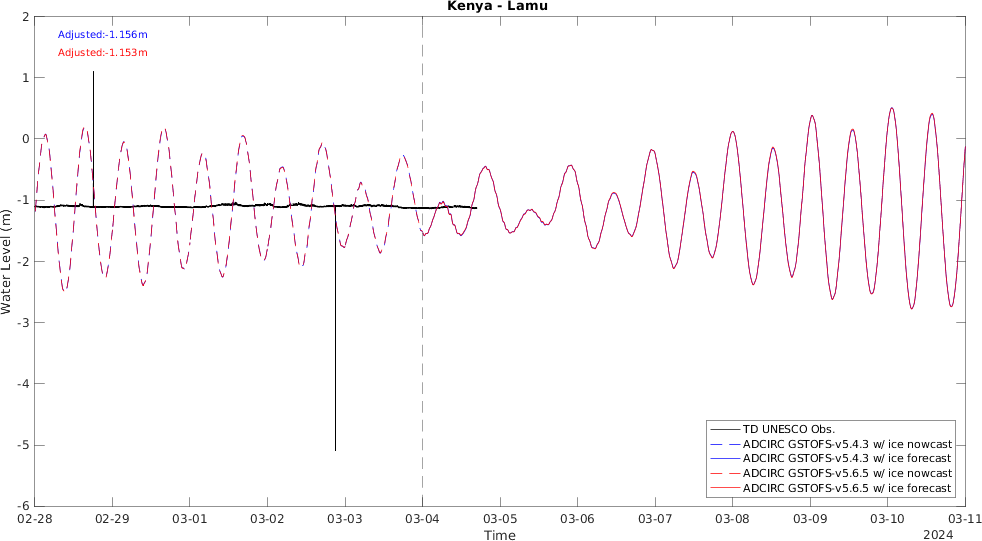 Kenya - Lamu
Adjusted:-1.156m
Adjusted:-1.153m
Water Level (m)
2
1
0
-1
-2
-3
-4
-5
-6
TD UNESCO Obs.
ADCIRC GSTOFS-v5.4.3 w/ ice nowcast
ADCIRC GSTOFS-v5.4.3 w/ ice forecast
ADCIRC GSTOFS-v5.6.5 w/ ice nowcast
ADCIRC GSTOFS-v5.6.5 w/ ice forecast
02-28 02-29 03-01 03-02 03-03 03-04 03-05 03-06 03-07 03-08 03-09 03-10 03-11
Time
2024